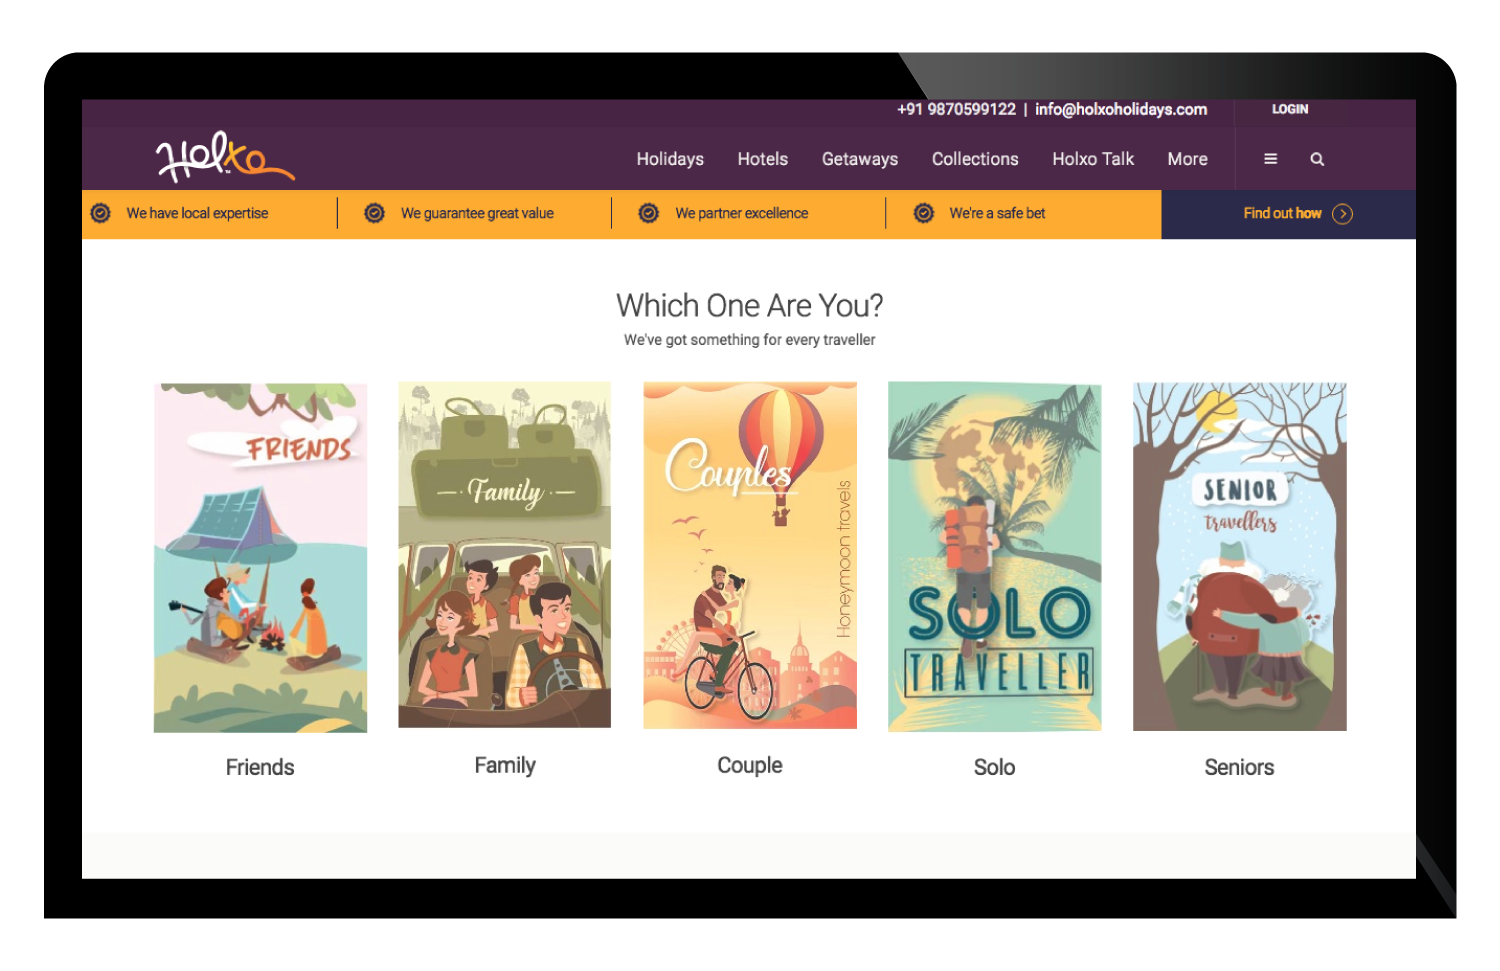 +91 9870599122 | info@holxoholidays.com LOGIN
Holxo™
Holidays Hotels Getaways Collections Holxo Talk More
We have local expertise We guarantee great value We partner excellence We're a safe bet Find out how
Which One Are You?
We've got something for every traveller
FRIENDS
Family
Couples
Honeymoon travels
SOLO
TRAVELLER
SENIOR
travellers
Friends Family Couple Solo Seniors